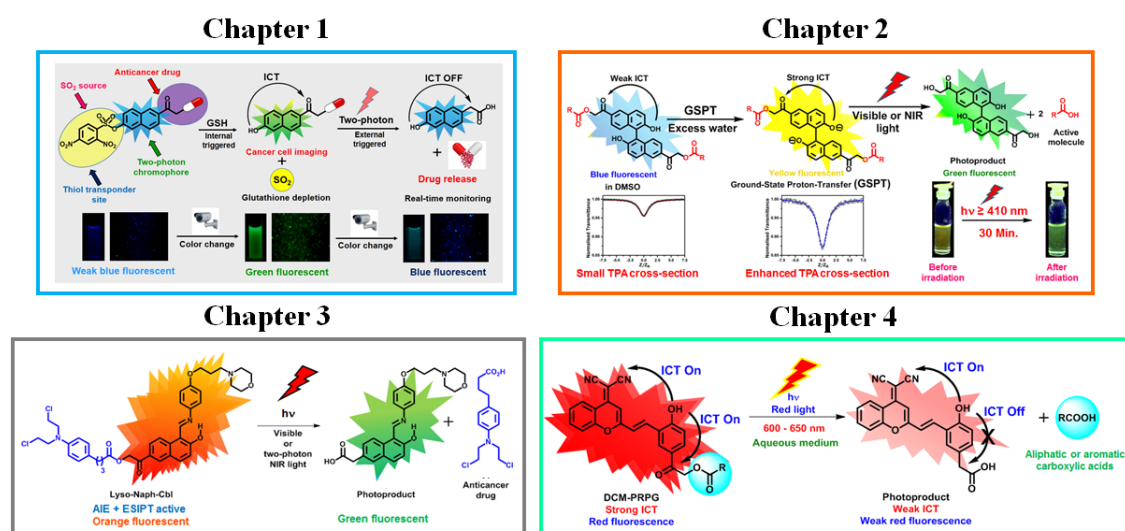 Chapter 1
Anticancer drug
SO2 source
ICT
ICT OFF
GSH
Internal triggered
Two-photon
External triggered
Cancer cell imaging
+
SO2
Glutathione depletion
+
Drug release
Real-time monitoring
Two-photon chromophore
Thiol transponder site
Color change
Color change
Weak blue fluorescent
Green fluorescent
Blue fluorescent
Chapter 2
Weak ICT
GSPT
Excess water
Strong ICT
Visible or NIR light
+ 2
Active molecule
Blue fluorescent
in DMSO
Yellow fluorescent
Ground-State Proton-Transfer (GSPT)
Photoproduct
Green fluorescent
Normalised Transmittance
Z/Z0
Small TPA cross-section
Normalised Transmittance
Z/Z0
Enhanced TPA cross-section
hν ≥ 410 nm
30 Min.
Before irradiation
After irradiation
Chapter 3
hν
Visible or two-photon NIR light
+
Lyso-Naph-Cbl
AIE + ESIPT active
Orange fluorescent
Photoproduct
Green fluorescent
Anticancer drug
Chapter 4
ICT On
ICT On
hν
Red light
600 - 650 nm
Aqueous medium
ICT On
ICT Off
X
+
RCOOH
Aliphatic or aromatic carboxylic acids
DCM-PRPG
Strong ICT
Red fluorescence
Photoproduct
Weak ICT
Weak red fluorescence